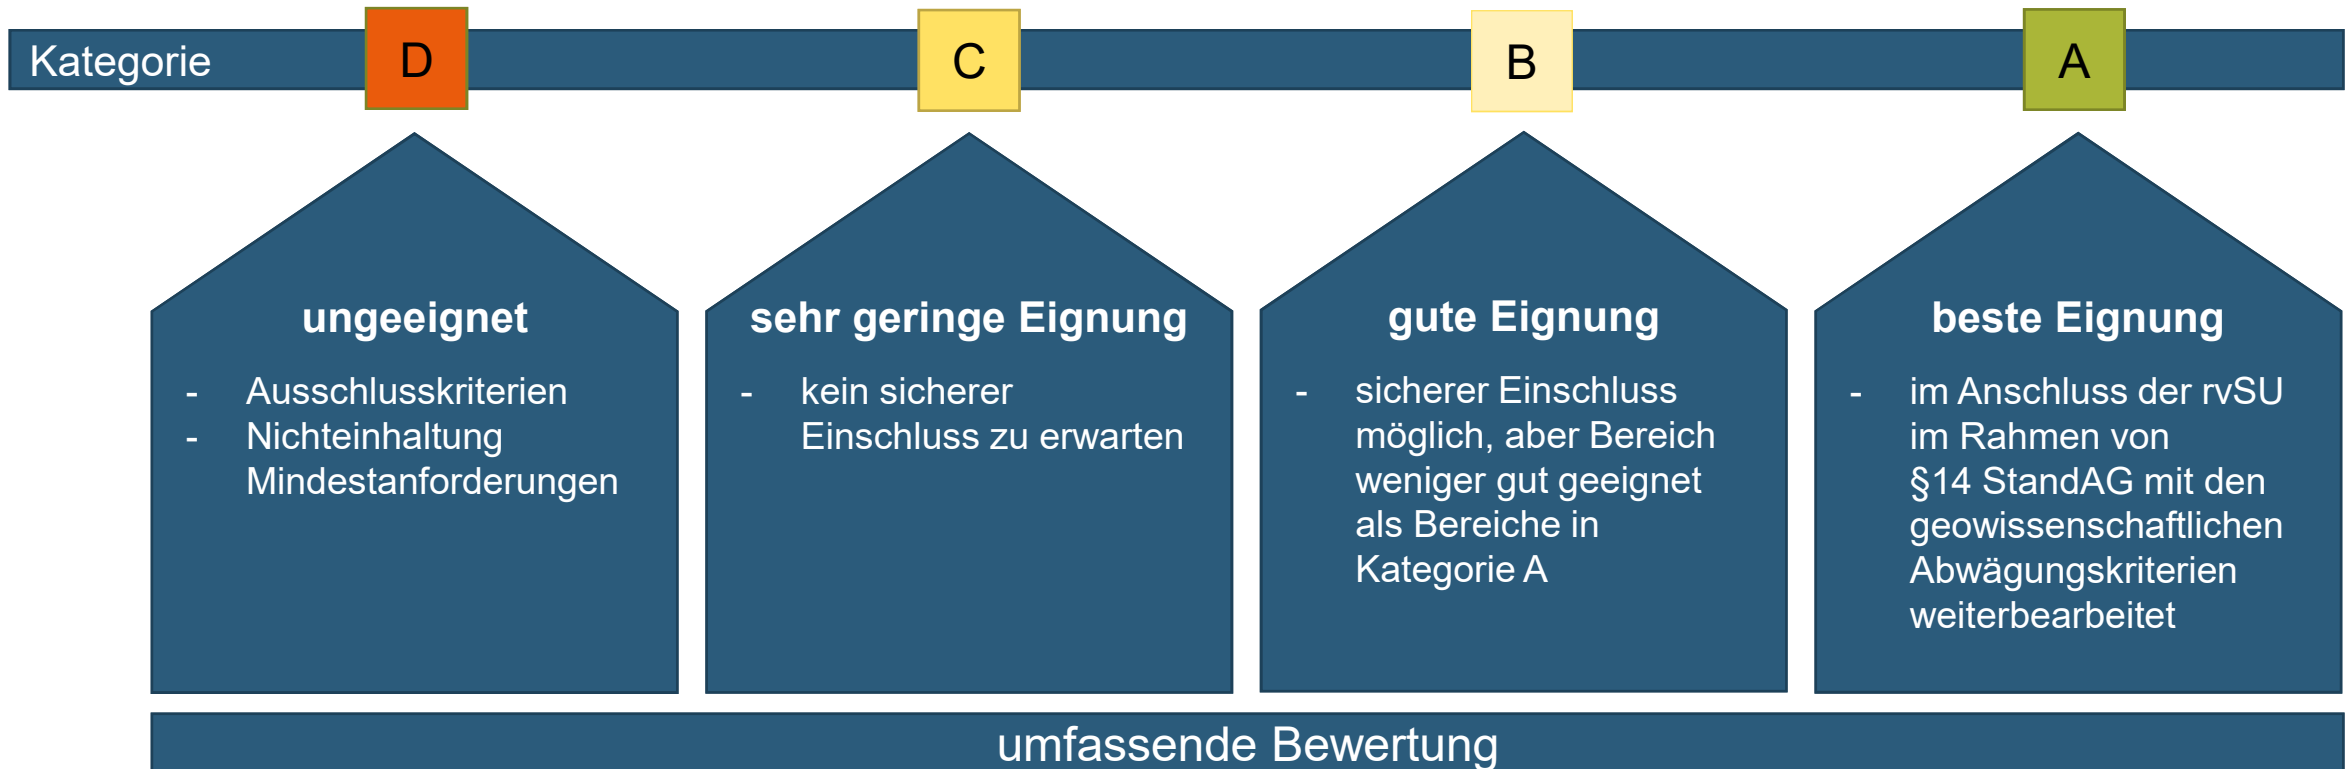 Kategorie
D
C
B
A
ungeeignet
- Ausschlusskriterien
- Nichteinhaltung
Mindestanforderungen
sehr geringe Eignung
- kein sicherer
Einschluss zu erwarten
gute Eignung
- sicherer Einschluss
möglich, aber Bereich
weniger gut geeignet
als Bereiche in
Kategorie A
beste Eignung
- im Anschluss der rvSU
im Rahmen von
§14 StandAG mit den
geowissenschaftlichen
Abwägungskriterien
weiterbearbeitet
umfassende Bewertung